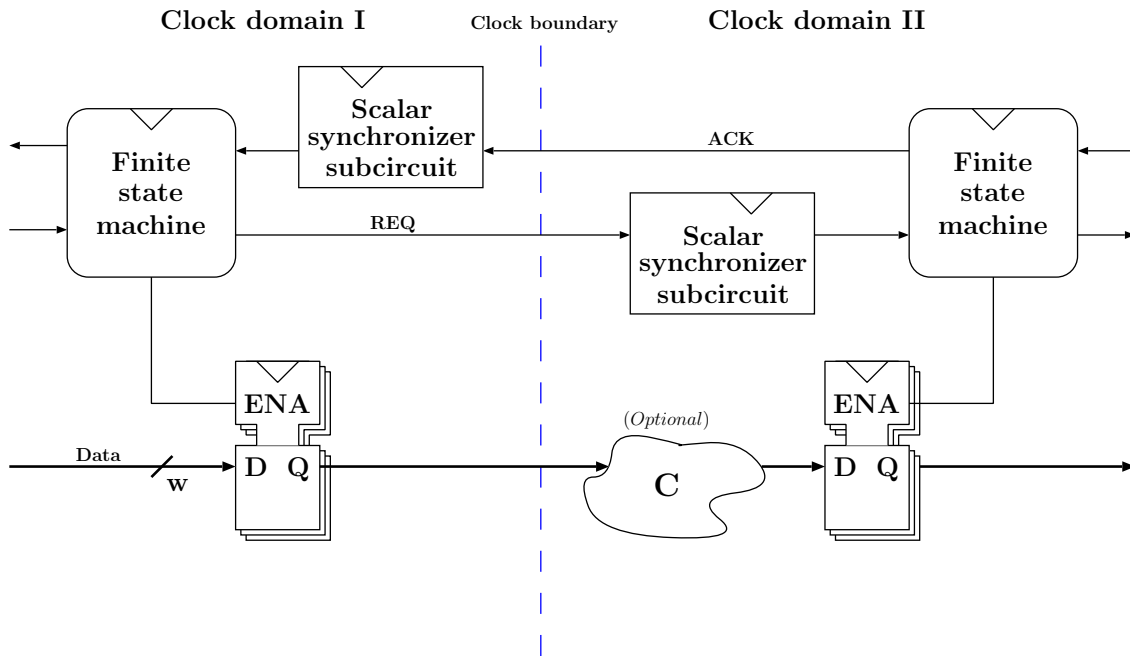 Clock domain I
Clock boundary
Clock domain II
Scalar
synchronizer
subcircuit
ACK
Finite
state
machine
Finite
state
machine
REQ
Scalar
synchronizer
subcircuit
ENA
(Optional)
ENA
Data
w
D Q
C
D Q